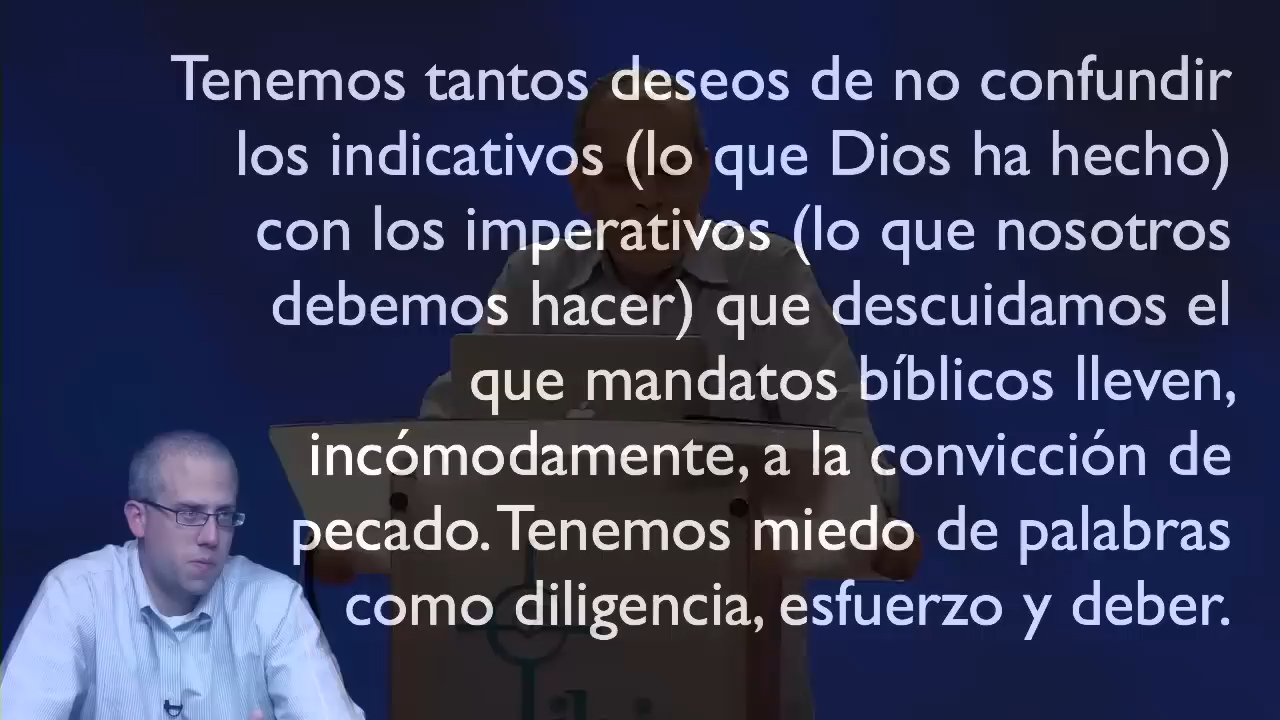 Tenemos tantos deseos de no confundir
los indicativos (lo que Dios ha hecho)
con los imperativos (lo que nosotros
debemos hacer) que descuidamos el
que mandatos bíblicos lleven,
incómodamente, a la convicción de
pecado. Tenemos miedo de palabras
como diligencia, esfuerzo y deber.